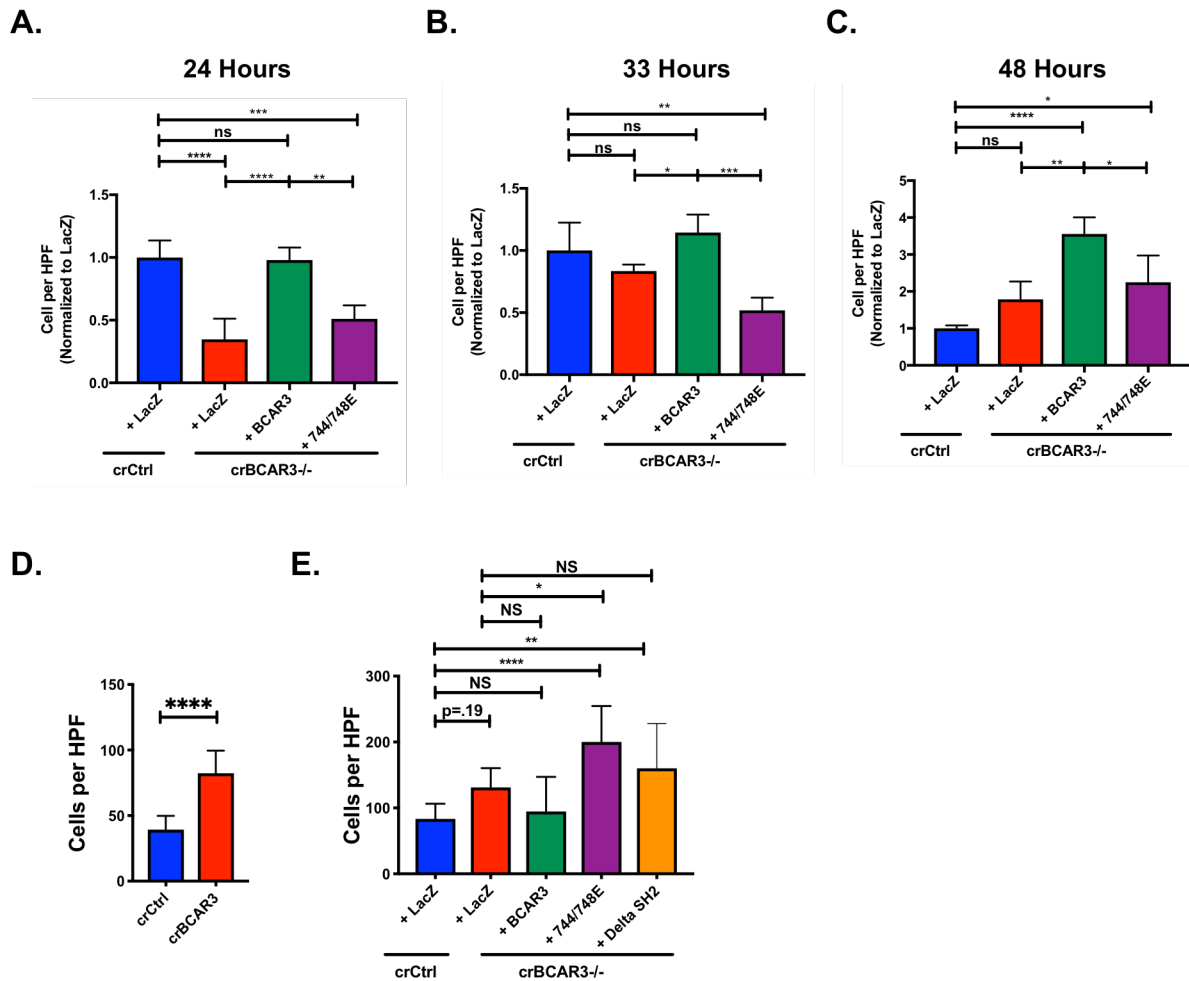 A.
B.
C.
24 Hours
33 Hours
48 Hours
***
ns
****
**** **
Cell per HPF
(Normalized to LacZ)
1.5
1.0
0.5
0.0
+ LacZ
+ LacZ
+ BCAR3
+ 744/748E
crCtrl
crBCAR3-/-
**
ns
ns
* ***
Cell per HPF
(Normalized to LacZ)
1.5
1.0
0.5
0.0
+ LacZ
+ LacZ
+ BCAR3
+ 744/748E
crCtrl
crBCAR3-/-
*
****
ns
** *
Cell per HPF
(Normalized to LacZ)
5
4
3
2
1
0
+ LacZ
+ LacZ
+ BCAR3
+ 744/748E
crCtrl
crBCAR3-/-
D.
E.
****
Cells per HPF
150
100
50
0
crCtrl
crBCAR3
NS
*
NS
**
****
NS
p=.19
Cells per HPF
300
200
100
0
+ LacZ
+ LacZ
+ BCAR3
+ 744/748E
+ Delta SH2
crCtrl
crBCAR3-/-